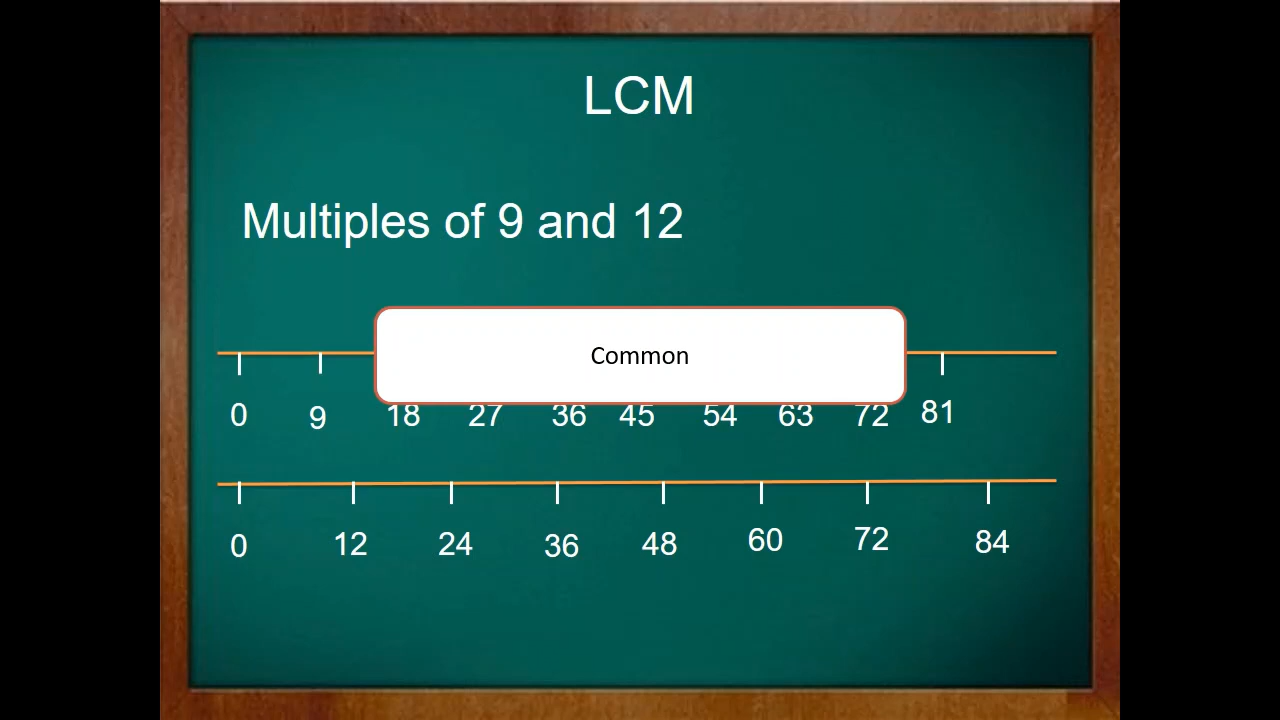 LCM
Multiples of 9 and 12
Common
0 9 18 27 36 45 54 63 72 81
0 12 24 36 48 60 72 84